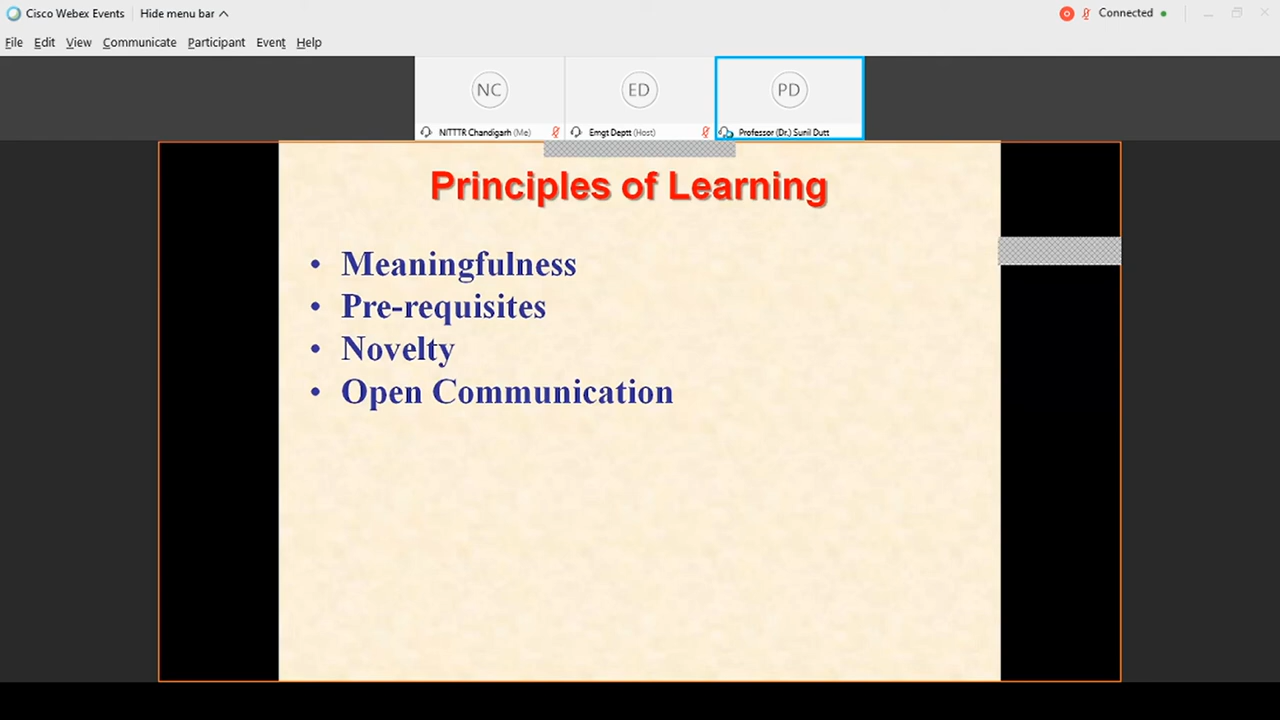 Cisco Webex Events Hide menu bar Connected
File Edit View Communicate Participant Event Help
NC ED PD
NITTTR Chandigarh (Me) Emgt Deptt (Host) Professor (Dr.) Sunil Dutt
Principles of Learning
• Meaningfulness
• Pre-requisites
• Novelty
• Open Communication